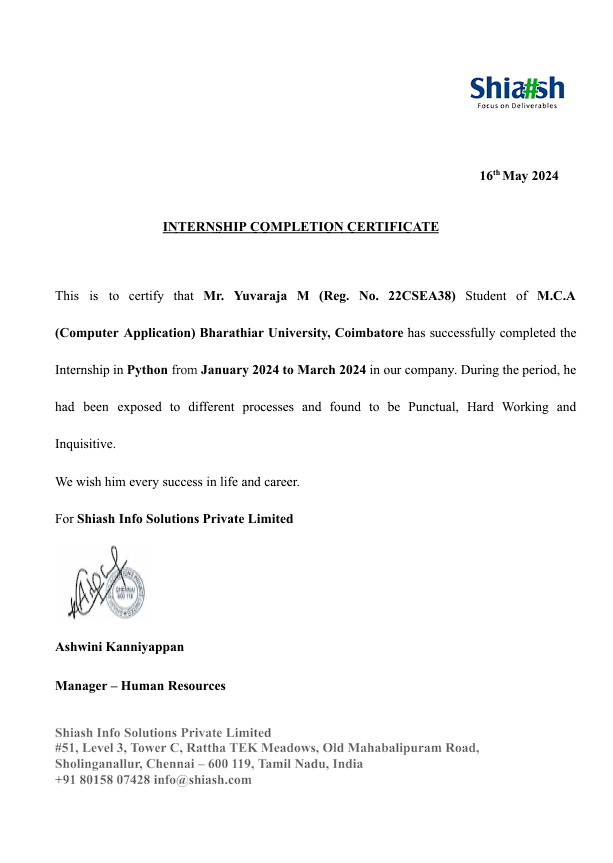 Shia#sh
Focus on Deliverables
16th May 2024
INTERNSHIP COMPLETION CERTIFICATE
This is to certify that Mr. Yuvaraja M (Reg. No. 22CSEA38) Student of M.C.A
(Computer Application) Bharathiar University, Coimbatore has successfully completed the
Internship in Python from January 2024 to March 2024 in our company. During the period, he
had been exposed to different processes and found to be Punctual, Hard Working and
Inquisitive.
We wish him every success in life and career.
For Shiash Info Solutions Private Limited
CHENNAI
Ashwini Kanniyappan
Manager – Human Resources
Shiash Info Solutions Private Limited
#51, Level 3, Tower C, Rattha TEK Meadows, Old Mahabalipuram Road,
Sholinganallur, Chennai – 600 119, Tamil Nadu, India
+91 80158 07428 info@shiash.com